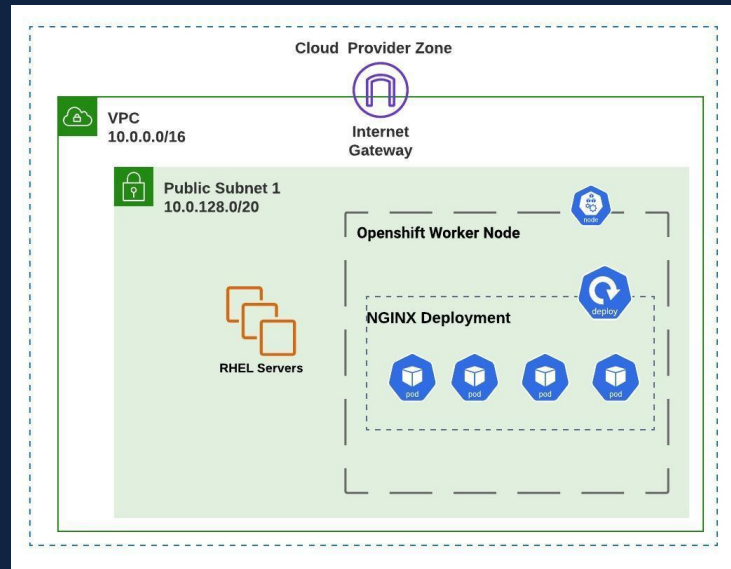 Cloud Provider Zone
VPC
10.0.0.0/16
Internet
Gateway
Public Subnet 1
10.0.128.0/20
node
Openshift Worker Node
deploy
NGINX Deployment
RHEL Servers
pod
pod
pod
pod